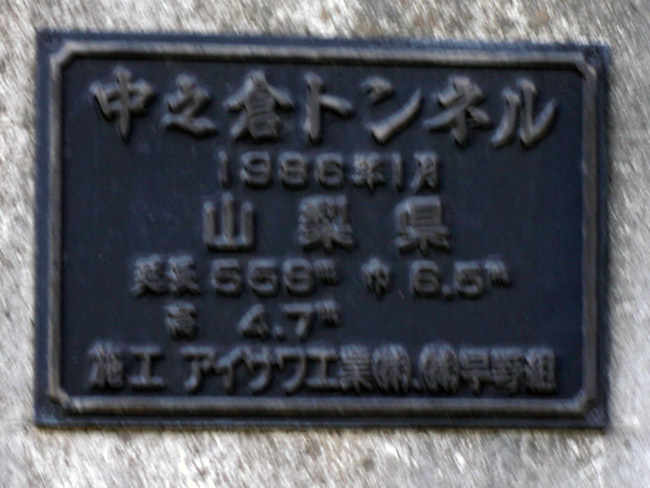 中之倉トンネル
1986年1月
山梨県
延長 558m 巾 6.5m
高 4.7m
施工 アイサワ工業㈱.㈱早野組